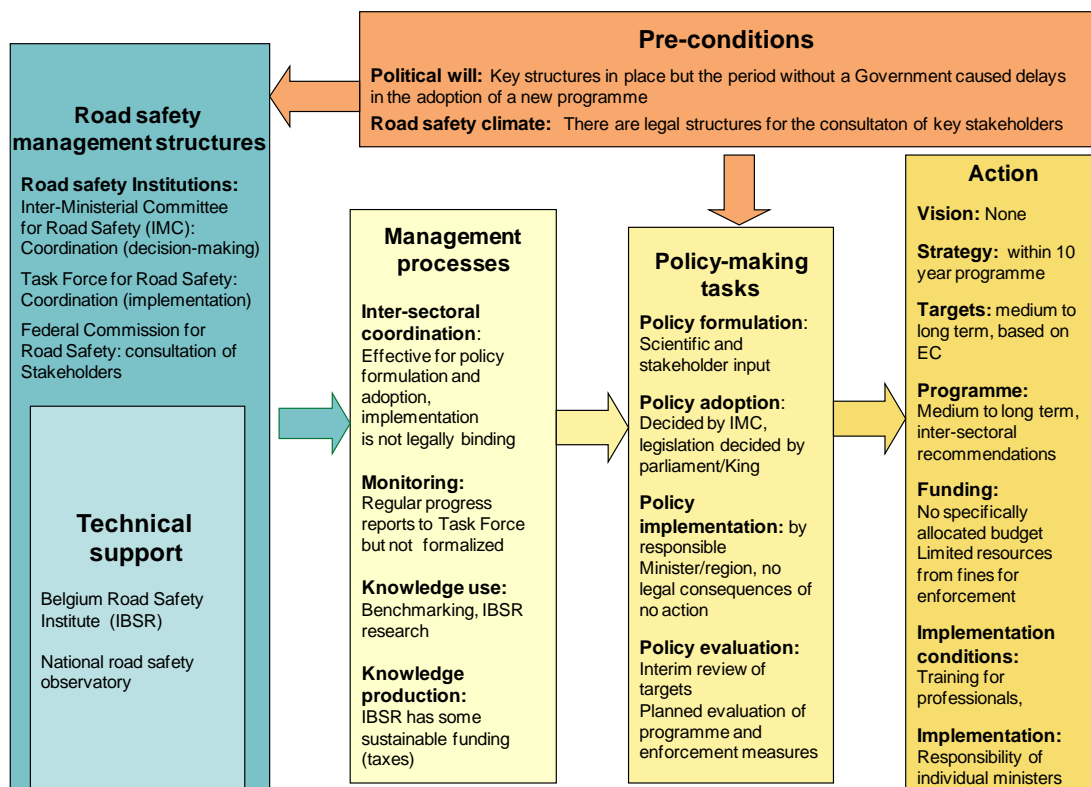 Pre-conditions
Political will: Key structures in place but the period without a Government caused delays
in the adoption of a new programme
Road safety climate: There are legal structures for the consultaton of key stakeholders
Road safety
management structures
Road safety Institutions:
Inter-Ministerial Committee
for Road Safety (IMC):
Coordination (decision-making)
Task Force for Road Safety:
Coordination (implementation)
Federal Commission for
Road Safety: consultation of
Stakeholders
Technical
support
Belgium Road Safety
Institute (IBSR)
National road safety
observatory
Management
processes
Inter-sectoral
coordination:
Effective for policy
formulation and
adoption,
implementation
is not legally binding
Monitoring:
Regular progress
reports to Task Force
but not formalized
Knowledge use:
Benchmarking, IBSR
research
Knowledge
production:
IBSR has some
sustainable funding
(taxes)
Policy-making
tasks
Policy formulation:
Scientific and
stakeholder input
Policy adoption:
Decided by IMC,
legislation decided by
parliament/King
Policy
implementation: by
responsible
Minister/region, no
legal consequences of
no action
Policy evaluation:
Interim review of
targets
Planned evaluation of
programme and
enforcement measures
Action
Vision: None
Strategy: within 10
year programme
Targets: medium to
long term, based on
EC
Programme:
Medium to long term,
inter-sectoral
recommendations
Funding:
No specifically
allocated budget
Limited resources
from fines for
enforcement
Implementation
conditions:
Training for
professionals,
Implementation:
Responsibility of
individual ministers